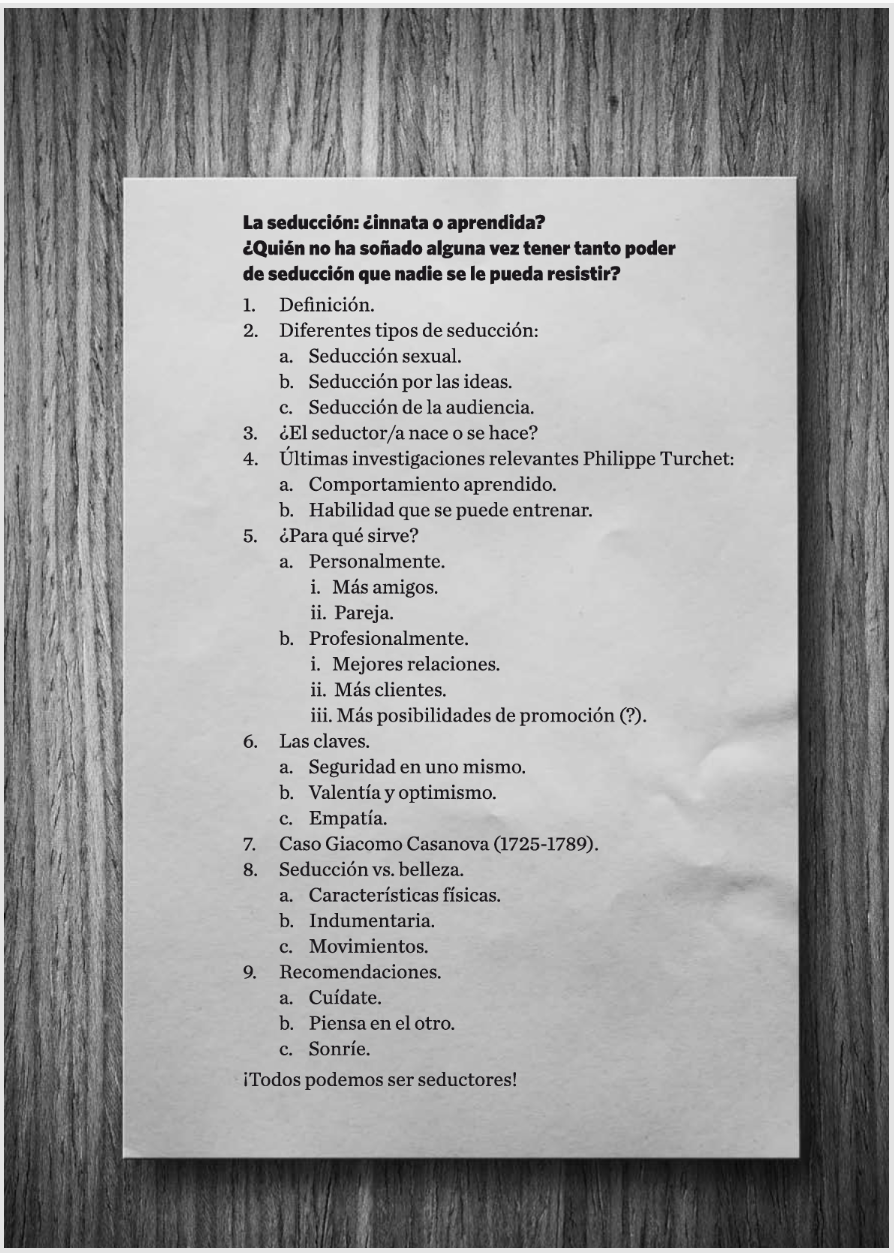 La seducción: ¿innata o aprendida?
¿Quién no ha soñado alguna vez tener tanto poder
de seducción que nadie se le pueda resistir?
1. Definición.
2. Diferentes tipos de seducción:
a. Seducción sexual.
b. Seducción por las ideas.
c. Seducción de la audiencia.
3. ¿El seductor/a nace o se hace?
4. Últimas investigaciones relevantes Philippe Turchet:
a. Comportamiento aprendido.
b. Habilidad que se puede entrenar.
5. ¿Para qué sirve?
a. Personalmente.
i. Más amigos.
ii. Pareja.
b. Profesionalmente.
i. Mejores relaciones.
ii. Más clientes.
iii. Más posibilidades de promoción (?).
6. Las claves.
a. Seguridad en uno mismo.
b. Valentía y optimismo.
c. Empatía.
7. Caso Giacomo Casanova (1725-1789).
8. Seducción vs. belleza.
a. Características físicas.
b. Indumentaria.
c. Movimientos.
9. Recomendaciones.
a. Cuídate.
b. Piensa en el otro.
c. Sonríe.
¡Todos podemos ser seductores!